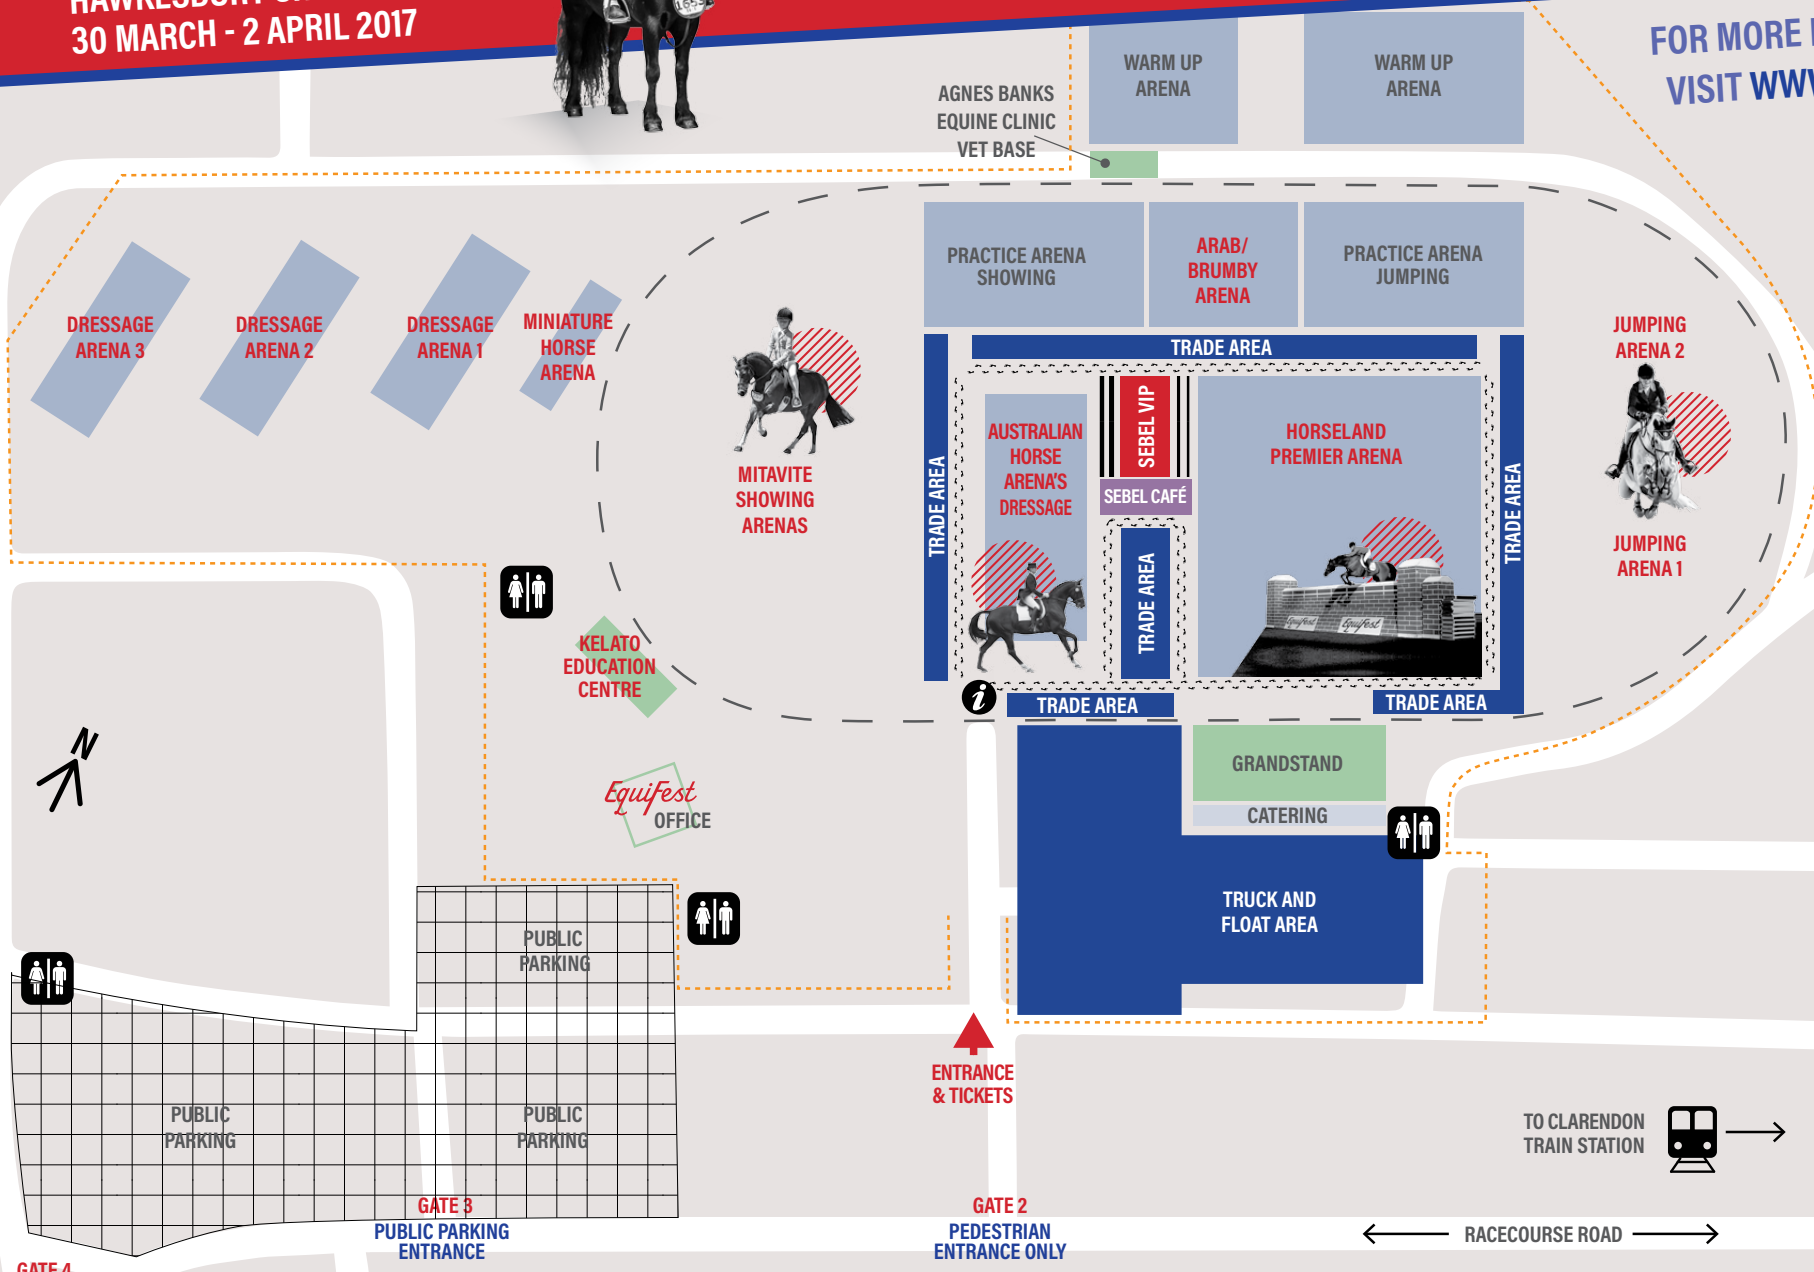 30 MARCH - 2 APRIL 2017
FOR MORE
VISIT WWW
WARM UP
ARENA
WARM UP
ARENA
AGNES BANKS
EQUINE CLINIC
VET BASE
PRACTICE ARENA
SHOWING
ARAB/
BRUMBY
ARENA
PRACTICE ARENA
JUMPING
DRESSAGE
ARENA 3
DRESSAGE
ARENA 2
DRESSAGE
ARENA 1
MINIATURE
HORSE
ARENA
MITAVITE
SHOWING
ARENAS
TRADE AREA
TRADE AREA
AUSTRALIAN
HORSE
ARENA'S
DRESSAGE
SEBEL VIP
SEBEL CAFÉ
TRADE AREA
HORSELAND
PREMIER ARENA
Equifest
Equifest
TRADE AREA
JUMPING
ARENA 2
JUMPING
ARENA 1
KELATO
EDUCATION
CENTRE
i
TRADE AREA
TRADE AREA
N
EquiFest
OFFICE
GRANDSTAND
CATERING
TRUCK AND
FLOAT AREA
PUBLIC
PARKING
PUBLIC
PARKING
PUBLIC
PARKING
ENTRANCE
& TICKETS
TO CLARENDON
TRAIN STATION
GATE 3
PUBLIC PARKING
ENTRANCE
GATE 2
PEDESTRIAN
ENTRANCE ONLY
RACECOURSE ROAD
GATE 4